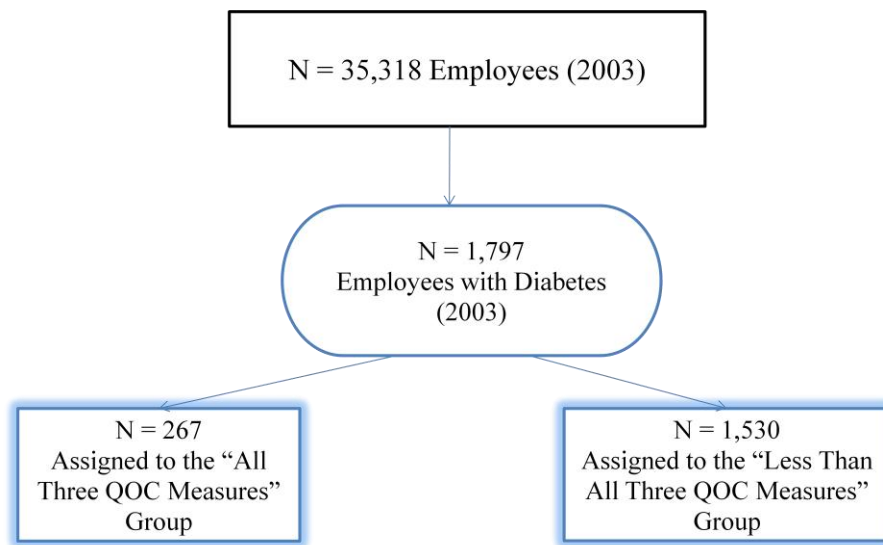 N = 35,318 Employees (2003)
N = 1,797
Employees with Diabetes
(2003)
N = 267
Assigned to the “All
Three QOC Measures”
Group
N = 1,530
Assigned to the “Less Than
All Three QOC Measures”
Group